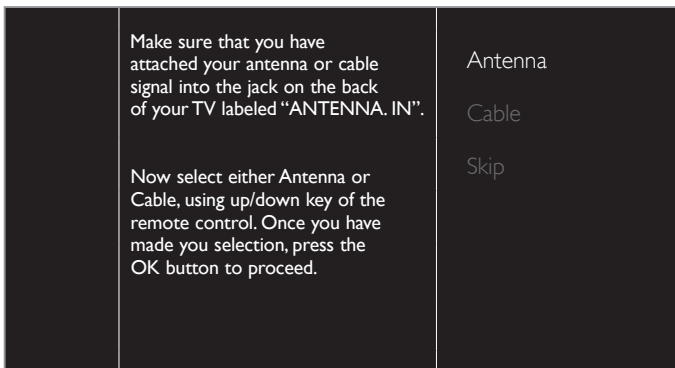 Make sure that you have
attached your antenna or cable
signal into the jack on the back
of your TV labeled “ANTENNA. IN”.
Now select either Antenna or
Cable, using up/down key of the
remote control. Once you have
made you selection, press the
OK button to proceed.
Antenna
Cable
Skip